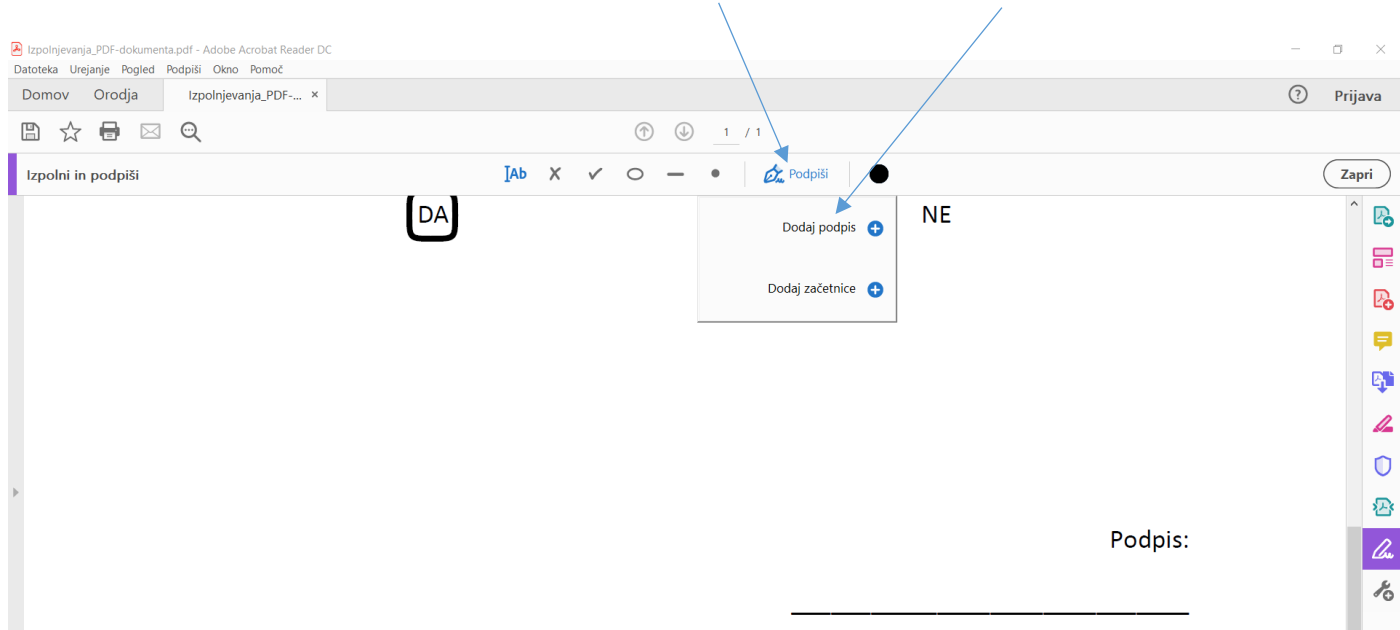 Izpolnjevanja_PDF-dokumenta.pdf - Adobe Acrobat Reader DC
Datoteka Urejanje Pogled Podpiši Okno Pomoč
Domov Orodja Izpolnjevanja_PDF-... × ? Prijava
1 / 1
Izpolni in podpiši IAb Podpiši Zapri
DA NE
Dodaj podpis
Dodaj začetnice
Podpis: